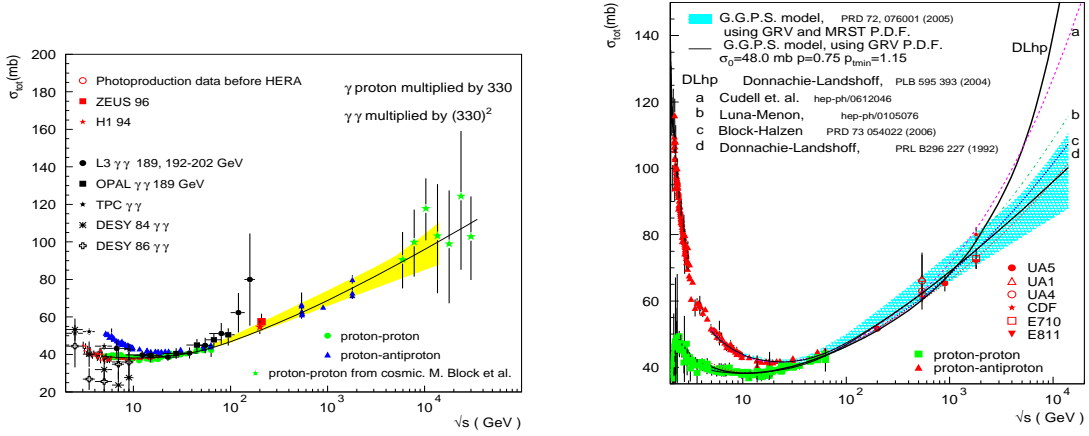 σtot(mb)
200
180
160
140
120
100
80
60
40
20
Photoproduction data before HERA
ZEUS 96
H1 94
γ proton multiplied by 330
γ γ multiplied by (330)²
L3 γ γ 189, 192-202 GeV
OPAL γ γ 189 GeV
TPC γ γ
DESY 84 γ γ
DESY 86 γ γ
proton-proton
proton-antiproton
proton-proton from cosmic. M. Block et al.
10 10² 10³ 10⁴
√s ( GeV )
σtot(mb)
140
120
100
80
60
40
G.G.P.S. model, PRD 72, 076001 (2005)
using GRV and MRST P.D.F.
G.G.P.S. model, using GRV P.D.F.
σ₀=48.0 mb p=0.75 ptmin=1.15
DLhp
DLhp Donnachie-Landshoff, PLB 595 393 (2004)
a Cudell et. al. hep-ph/0612046
b Luna-Menon, hep-ph/0105076
c Block-Halzen PRD 73 054022 (2006)
d Donnachie-Landshoff, PRL B296 227 (1992)
a
b
c
d
UA5
UA1
UA4
CDF
E710
E811
proton-proton
proton-antiproton
10 10² 10³ 10⁴
√s ( GeV )